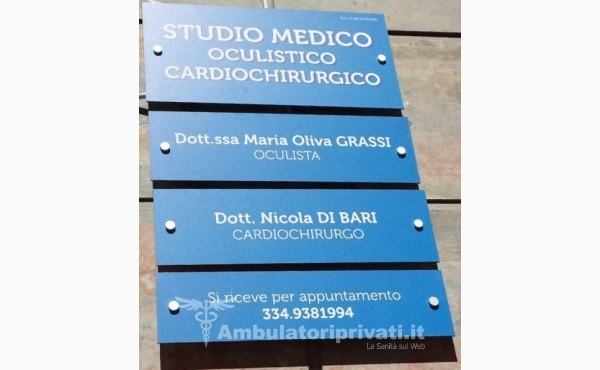 STUDIO MEDICO
OCULISTICO
CARDIOCHIRURGICO
Dott.ssa Maria Oliva GRASSI
OCULISTA
Dott. Nicola DI BARI
CARDIOCHIRURGO
Si riceve per appuntamento
334.9381994
Ambulatoriprivati.it
La Sanità sul Web